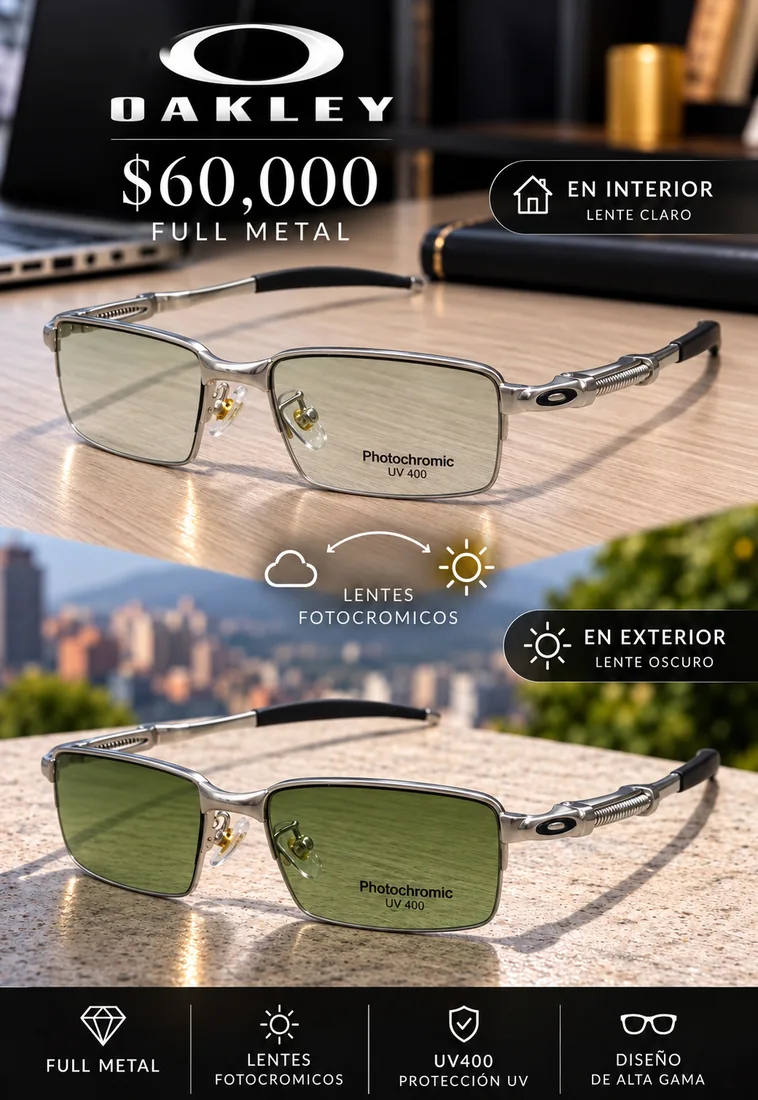 OAKLEY
$60,000
FULL METAL
EN INTERIOR
LENTE CLARO
Photochromic
UV 400
LENTES
FOTOCROMICOS
EN EXTERIOR
LENTE OSCURO
Photochromic
UV 400
FULL METAL
LENTES
FOTOCROMICOS
UV400
PROTECCIÓN UV
DISEÑO
DE ALTA GAMA